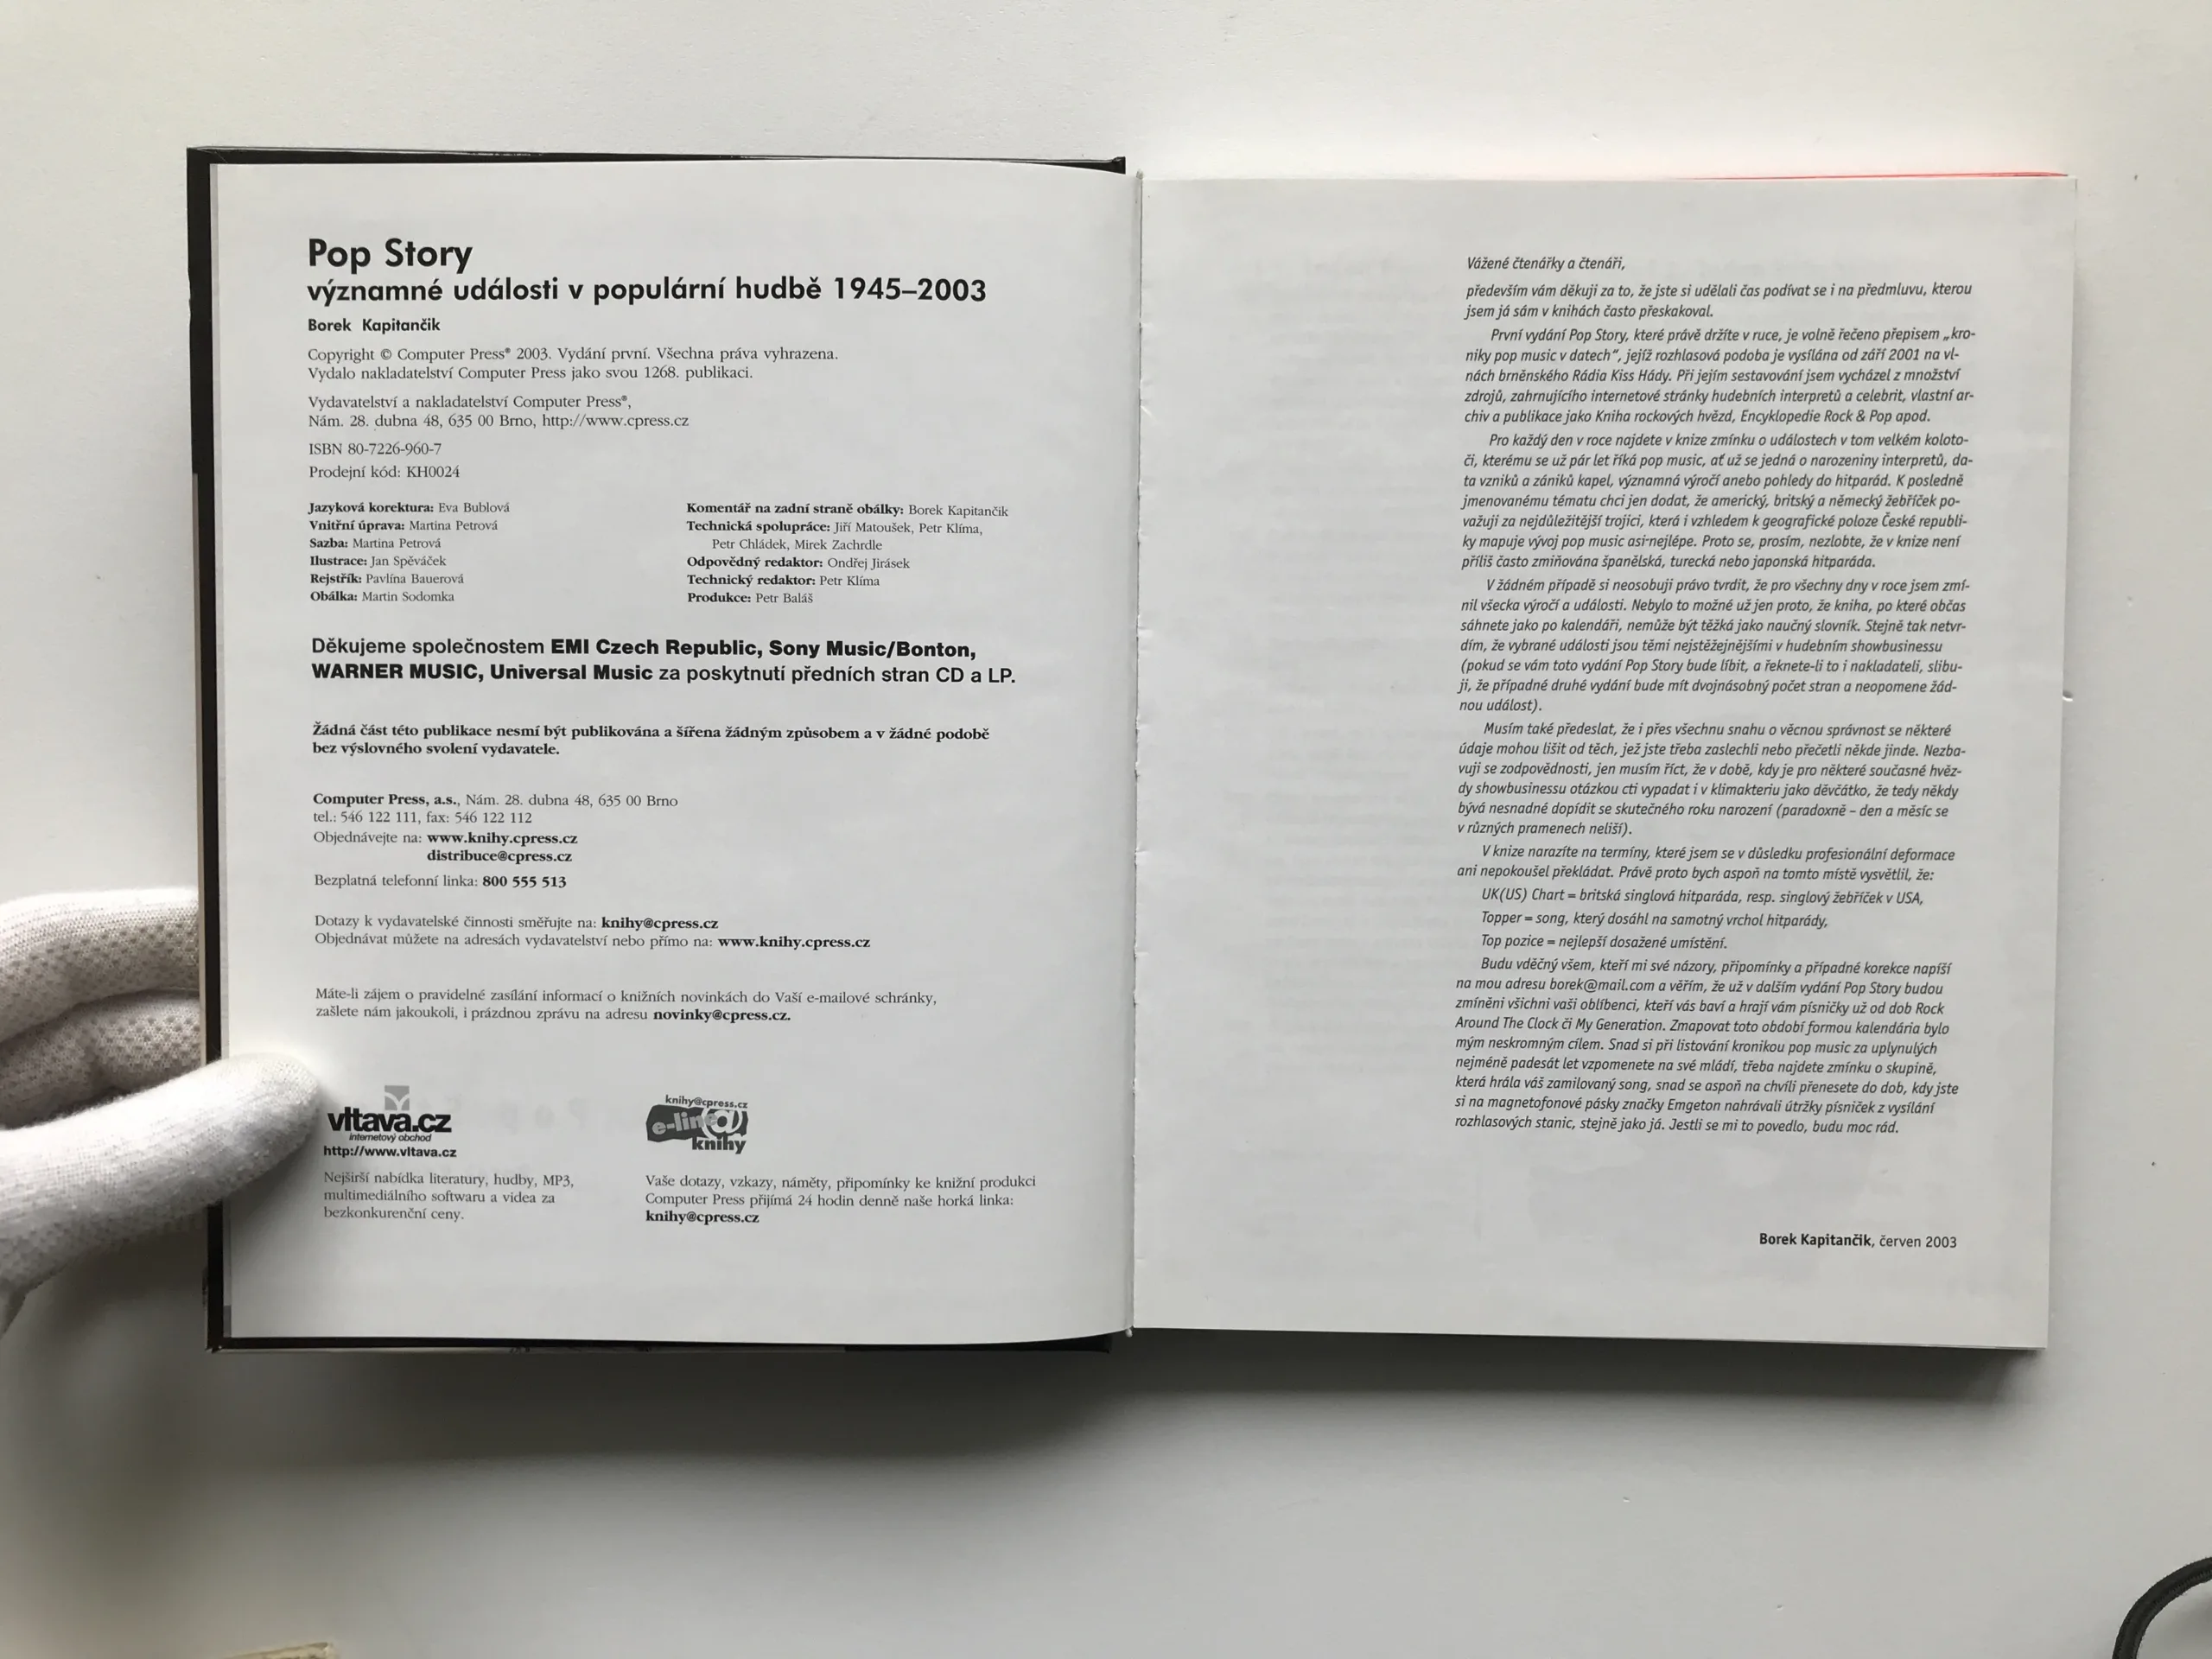 Pop Story
významné události v populární hudbě 1945–2003
Borek Kapitančik
Copyright © Computer Press® 2003. Vydání první. Všechna práva vyhrazena.
Vydalo nakladatelství Computer Press jako svou 1268. publikaci.
Vydavatelství a nakladatelství Computer Press®,
Nám. 28. dubna 48, 635 00 Brno, http://www.cpress.cz
ISBN 80-7226-960-7
Prodejní kód: KH0024
Jazyková korektura: Eva Bublová
Vnitřní úprava: Martina Petrová
Sazba: Martina Petrová
Ilustrace: Jan Spěváček
Rejstřík: Pavlína Bauerová
Obálka: Martin Sodomka
Komentář na zadní straně obálky: Borek Kapitančik
Technická spolupráce: Jiří Matoušek, Petr Klíma,
Petr Chládek, Mirek Zachrdle
Odpovědný redaktor: Ondřej Jirásek
Technický redaktor: Petr Klíma
Produkce: Petr Baláš
Děkujeme společnostem EMI Czech Republic, Sony Music/Bonton,
WARNER MUSIC, Universal Music za poskytnutí předních stran CD a LP.
Žádná část této publikace nesmí být publikována a šířena žádným způsobem a v žádné podobě
bez výslovného svolení vydavatele.
Computer Press, a.s., Nám. 28. dubna 48, 635 00 Brno
tel.: 546 122 111, fax: 546 122 112
Objednávejte na: www.knihy.cpress.cz
distribuce@cpress.cz
Bezplatná telefonní linka: 800 555 513
Dotazy k vydavatelské činnosti směřujte na: knihy@cpress.cz
Objednávat můžete na adresách vydavatelství nebo přímo na: www.knihy.cpress.cz
Máte-li zájem o pravidelné zasílání informací o knižních novinkách do Vaší e-mailové schránky,
zašlete nám jakoukoli, i prázdnou zprávu na adresu novinky@cpress.cz.
vltava.cz
internetový obchod
http://www.vltava.cz
Nejširší nabídka literatury, hudby, MP3,
multimediálního softwaru a videa za
bezkonkurenční ceny.
knihy@cpress.cz
e-line@
knihy
Vaše dotazy, vzkazy, náměty, připomínky ke knižní produkci
Computer Press přijímá 24 hodin denně naše horká linka:
knihy@cpress.cz
Vážené čtenářky a čtenáři,
především vám děkuji za to, že jste si udělali čas podívat se i na předmluvu, kterou
jsem já sám v knihách často přeskakoval.
První vydání Pop Story, které právě držíte v ruce, je volně řečeno přepisem „kro-
niky pop music v datech“, jejíž rozhlasová podoba je vysílána od září 2001 na vl-
nách brněnského Rádia Kiss Hády. Při jejím sestavování jsem vycházel z množství
zdrojů, zahrnujícího internetové stránky hudebních interpretů a celebrit, vlastní ar-
chiv a publikace jako Kniha rockových hvězd, Encyklopedie Rock & Pop apod.
Pro každý den v roce najdete v knize zmínku o událostech v tom velkém koloto-
či, kterému se už pár let říká pop music, ať už se jedná o narozeniny interpretů, da-
ta vzniků a zániků kapel, významná výročí anebo pohledy do hitparád. K posledně
jmenovanému tématu chci jen dodat, že americký, britský a německý žebříček po-
važuji za nejdůležitější trojici, která i vzhledem k geografické poloze České republi-
ky mapuje vývoj pop music asi nejlépe. Proto se, prosím, nezlobte, že v knize není
příliš často zmiňována španělská, turecká nebo japonská hitparáda.
V žádném případě si neosobuji právo tvrdit, že pro všechny dny v roce jsem zmí-
nil všecka výročí a události. Nebylo to možné už jen proto, že kniha, po které občas
sáhnete jako po kalendáři, nemůže být těžká jako naučný slovník. Stejně tak netvr-
dím, že vybrané události jsou těmi nejstěžejnějšími v hudebním showbusinessu
(pokud se vám toto vydání Pop Story bude líbit, a řeknete-li to i nakladateli, slibu-
ji, že případné druhé vydání bude mít dvojnásobný počet stran a neopomene žád-
nou událost).
Musím také předeslat, že i přes všechnu snahu o věcnou správnost se některé
údaje mohou lišit od těch, jež jste třeba zaslechli nebo přečetli někde jinde. Nezba-
vuji se zodpovědnosti, jen musím říct, že v době, kdy je pro některé současné hvěz-
dy showbusinessu otázkou cti vypadat i v klimakteriu jako děvčátko, že tedy někdy
bývá nesnadné dopídit se skutečného roku narození (paradoxně – den a měsíc se
v různých pramenech neliší).
V knize narazíte na termíny, které jsem se v důsledku profesionální deformace
ani nepokoušel překládat. Právě proto bych aspoň na tomto místě vysvětlil, že:
UK(US) Chart = britská singlová hitparáda, resp. singlový žebříček v USA,
Topper = song, který dosáhl na samotný vrchol hitparády,
Top pozice = nejlepší dosažené umístění.
Budu vděčný všem, kteří mi své názory, připomínky a případné korekce napíší
na mou adresu borek@mail.com a věřím, že už v dalším vydání Pop Story budou
zmíněni všichni vaši oblíbenci, kteří vás baví a hrají vám písničky už od dob Rock
Around The Clock či My Generation. Zmapovat toto období formou kalendária bylo
mým neskromným cílem. Snad si při listování kronikou pop music za uplynulých
nejméně padesát let vzpomenete na své mládí, třeba najdete zmínku o skupině,
která hrála váš zamilovaný song, snad se aspoň na chvíli přenesete do dob, kdy jste
si na magnetofonové pásky značky Emgeton nahrávali útržky písniček z vysílání
rozhlasových stanic, stejně jako já. Jestli se mi to povedlo, budu moc rád.
Borek Kapitančik, červen 2003